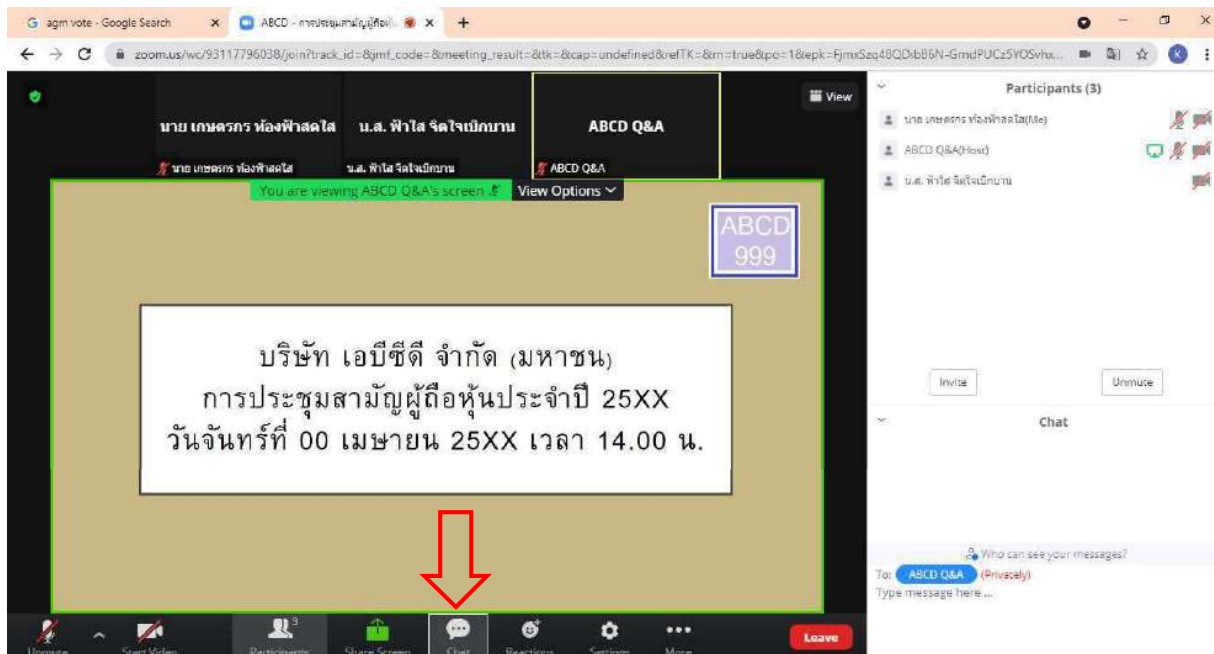 agm vote - Google Search
ABCD - การประชุมสามัญผู้ถือหุ้น
zoom.us/wc/93117796038/join?track_id=&jmf_code=&meeting_result=&tk=&cap=undefined&refTK=&tm=true&po=1&epk=
View
นาย เกษตรกร ท้องฟ้าสดใส
น.ส. ฟ้าใส จิตใจเบิกบาน
ABCD Q&A
นาย เกษตรกร ท้องฟ้าสดใส
น.ส. ฟ้าใส จิตใจเบิกบาน
ABCD Q&A
You are viewing ABCD Q&A's screen
View Options
ABCD
999
บริษัท เอบีซีดี จำกัด (มหาชน)
การประชุมสามัญผู้ถือหุ้นประจำปี 25XX
วันจันทร์ที่ 00 เมษายน 25XX เวลา 14.00 น.
Unmute
Start Video
Participants
3
Share Screen
Chat
Reactions
Settings
More
Leave
Participants (3)
นาย เกษตรกร ท้องฟ้าสดใส(Me)
ABCD Q&A(Host)
น.ส. ฟ้าใส จิตใจเบิกบาน
Invite
Unmute
Chat
Who can see your messages?
To: ABCD Q&A (Privately)
Type message here ...
K